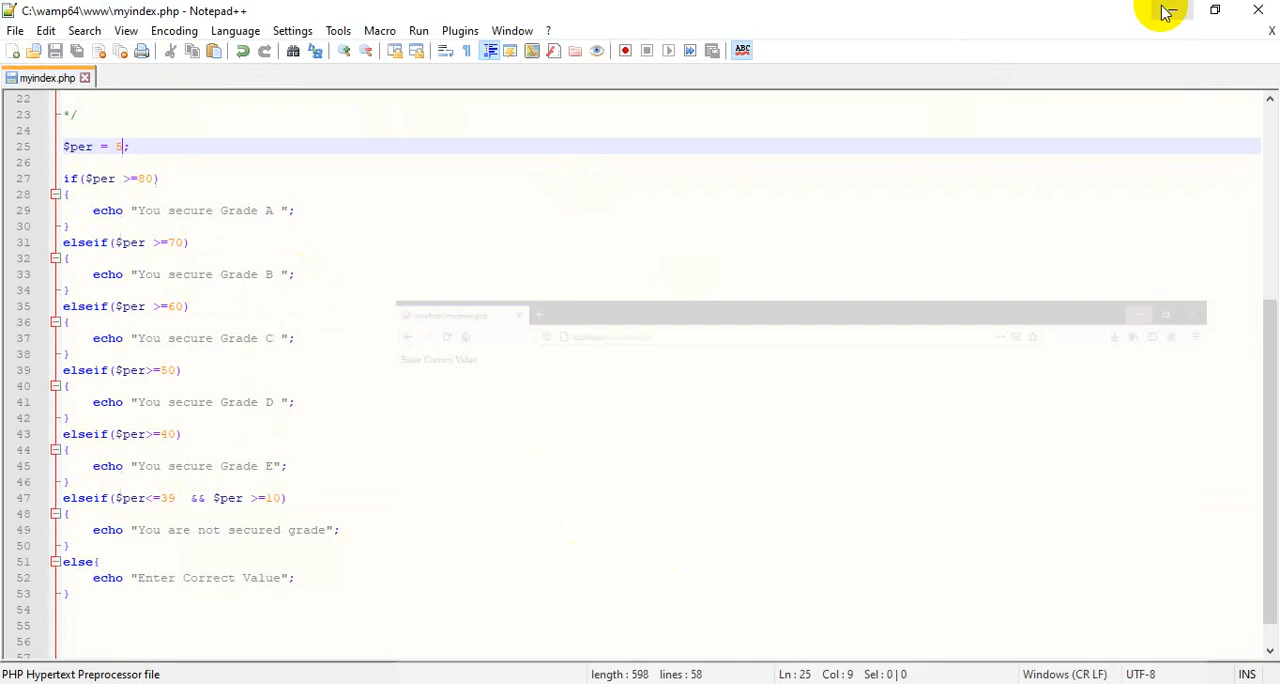 C:\wamp64\www\myindex.php - Notepad++
File Edit Search View Encoding Language Settings Tools Macro Run Plugins Window ? X
ABC
myindex.php
22
23 */
24
25 $per = 5;
26
27 if($per >=80)
28 {
29 echo "You secure Grade A ";
30 }
31 elseif($per >=70)
32 {
33 echo "You secure Grade B ";
34 }
35 elseif($per >=60)
36 {
37 echo "You secure Grade C ";
38 }
39 elseif($per>=50)
40 {
41 echo "You secure Grade D ";
42 }
43 elseif($per>=40)
44 {
45 echo "You secure Grade E";
46 }
47 elseif($per<=39  && $per >=10)
48 {
49 echo "You are not secured grade";
50 }
51 else{
52 echo "Enter Correct Value";
53 }
54
55
56
57
Enter Correct Value
PHP Hypertext Preprocessor file length : 598 lines : 58 Ln : 25 Col : 9 Sel : 0 | 0 Windows (CR LF) UTF-8 INS